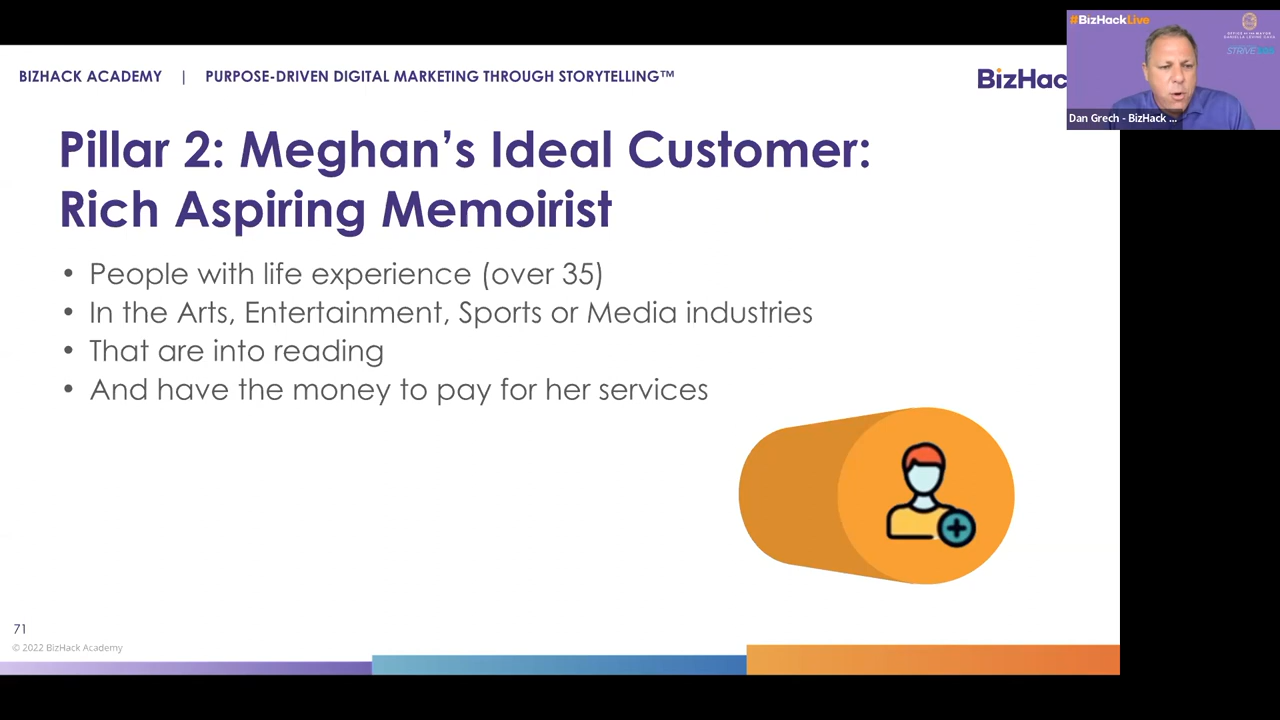 BIZHACK ACADEMY | PURPOSE-DRIVEN DIGITAL MARKETING THROUGH STORYTELLING™
BizHac
#BizHackLive
STRIVE
Dan Grech - BizHack ...
Pillar 2: Meghan's Ideal Customer:
Rich Aspiring Memoirist
• People with life experience (over 35)
• In the Arts, Entertainment, Sports or Media industries
• That are into reading
• And have the money to pay for her services
71
© 2022 BizHack Academy